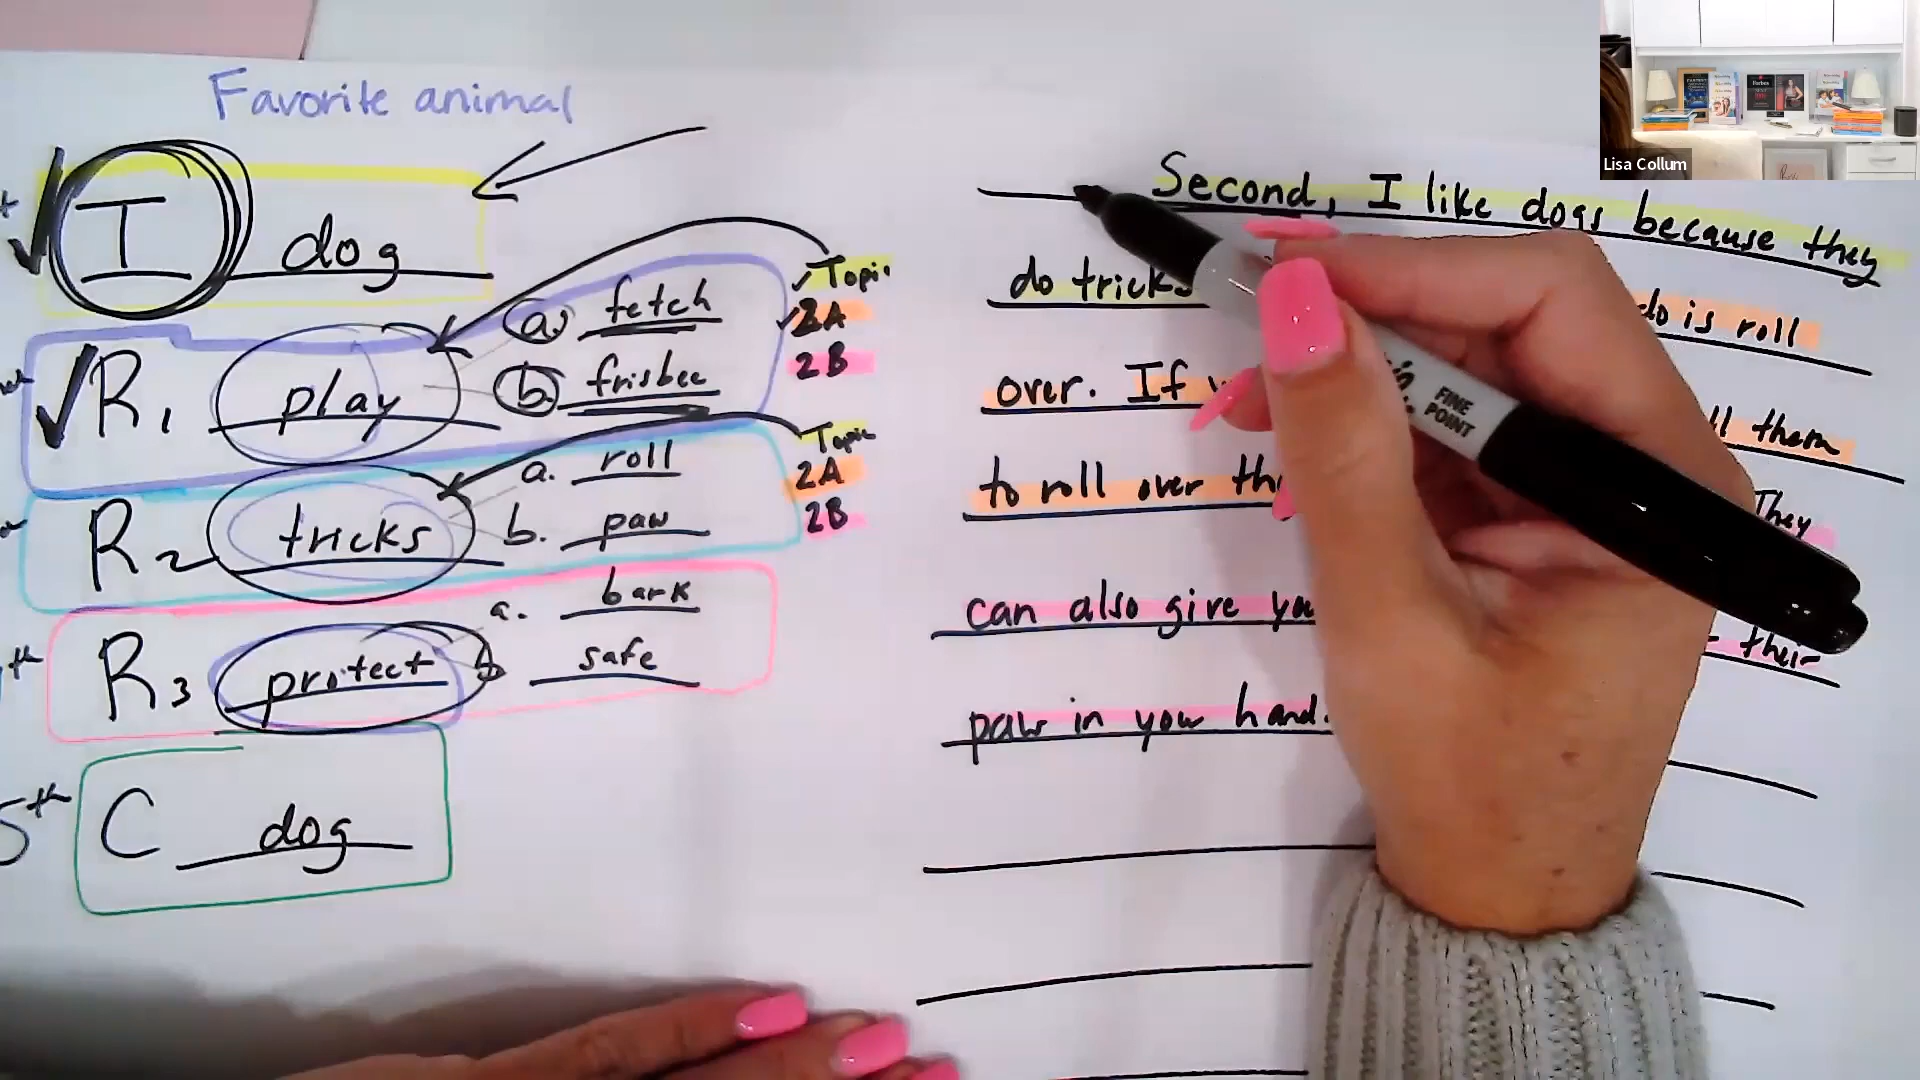 Favorite animal
I dog
R1 play
a. fetch
b. frisbee
Topic
2A
2B
R2 tricks
a. roll
b. paw
Topic
2A
2B
R3 protect
a. bark
b safe
5th
C dog
Second, I like dogs because they
do tricks
do is roll
over. If
them
to roll over
They
can also give
their
paw in your hand.
FINE
POINT
Lisa Collum